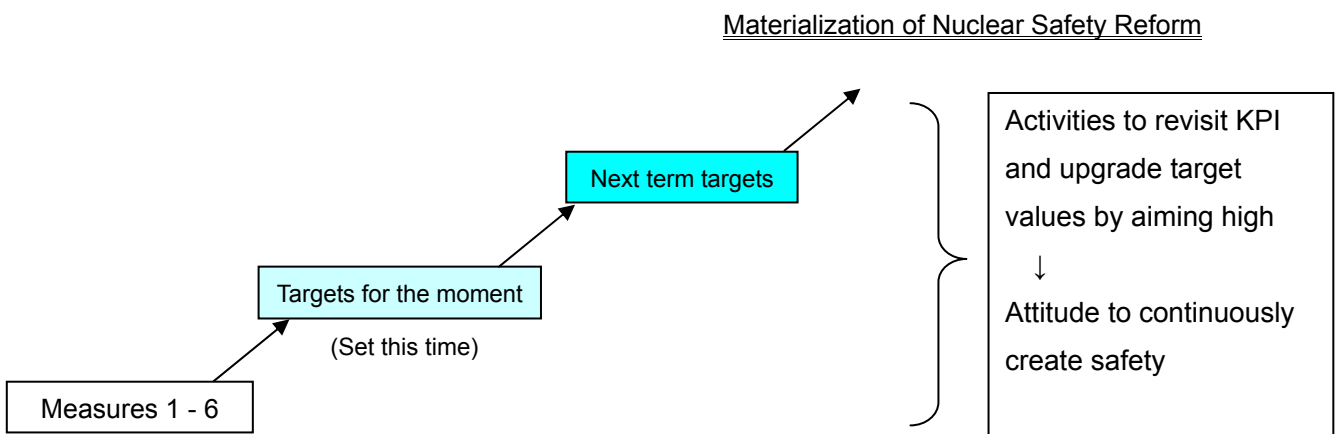 Materialization of Nuclear Safety Reform
Activities to revisit KPI
and upgrade target
values by aiming high
↓
Attitude to continuously
create safety
Next term targets
Targets for the moment
(Set this time)
Measures 1 - 6